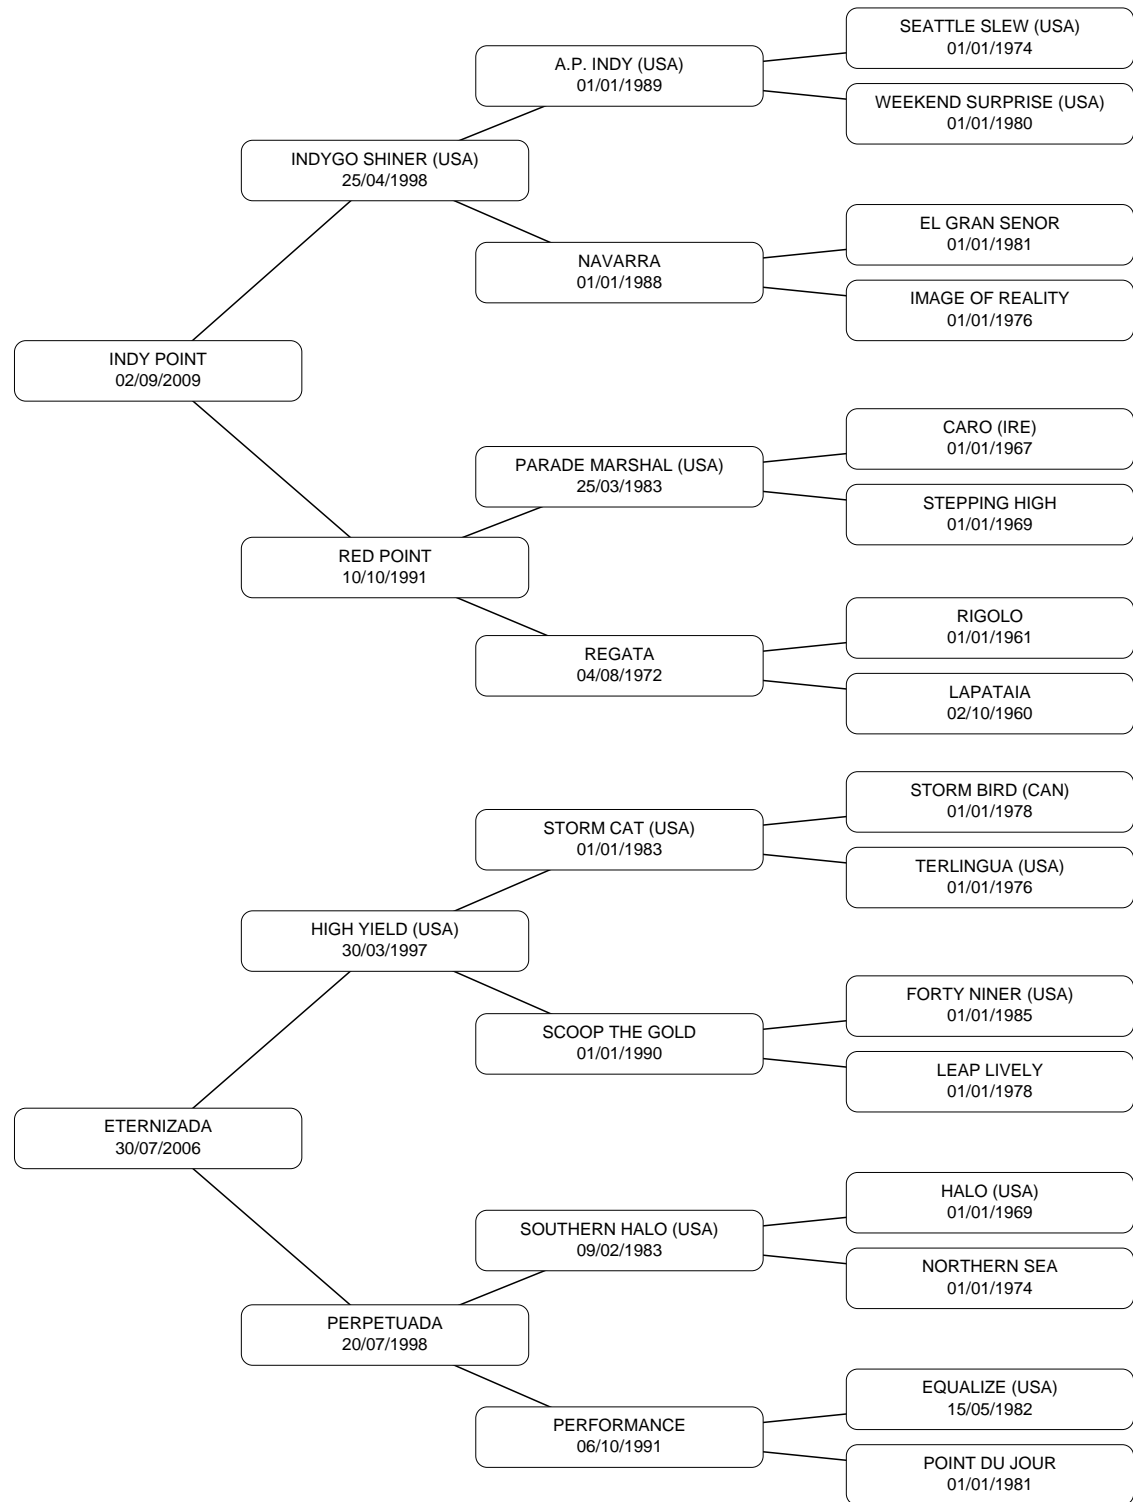 SEATTLE SLEW (USA)
01/01/1974
A.P. INDY (USA)
01/01/1989
WEEKEND SURPRISE (USA)
01/01/1980
INDYGO SHINER (USA)
25/04/1998
EL GRAN SENOR
01/01/1981
NAVARRA
01/01/1988
IMAGE OF REALITY
01/01/1976
INDY POINT
02/09/2009
CARO (IRE)
01/01/1967
PARADE MARSHAL (USA)
25/03/1983
STEPPING HIGH
01/01/1969
RED POINT
10/10/1991
RIGOLO
01/01/1961
REGATA
04/08/1972
LAPATAIA
02/10/1960
STORM BIRD (CAN)
01/01/1978
STORM CAT (USA)
01/01/1983
TERLINGUA (USA)
01/01/1976
HIGH YIELD (USA)
30/03/1997
FORTY NINER (USA)
01/01/1985
SCOOP THE GOLD
01/01/1990
LEAP LIVELY
01/01/1978
ETERNIZADA
30/07/2006
HALO (USA)
01/01/1969
SOUTHERN HALO (USA)
09/02/1983
NORTHERN SEA
01/01/1974
PERPETUADA
20/07/1998
EQUALIZE (USA)
15/05/1982
PERFORMANCE
06/10/1991
POINT DU JOUR
01/01/1981